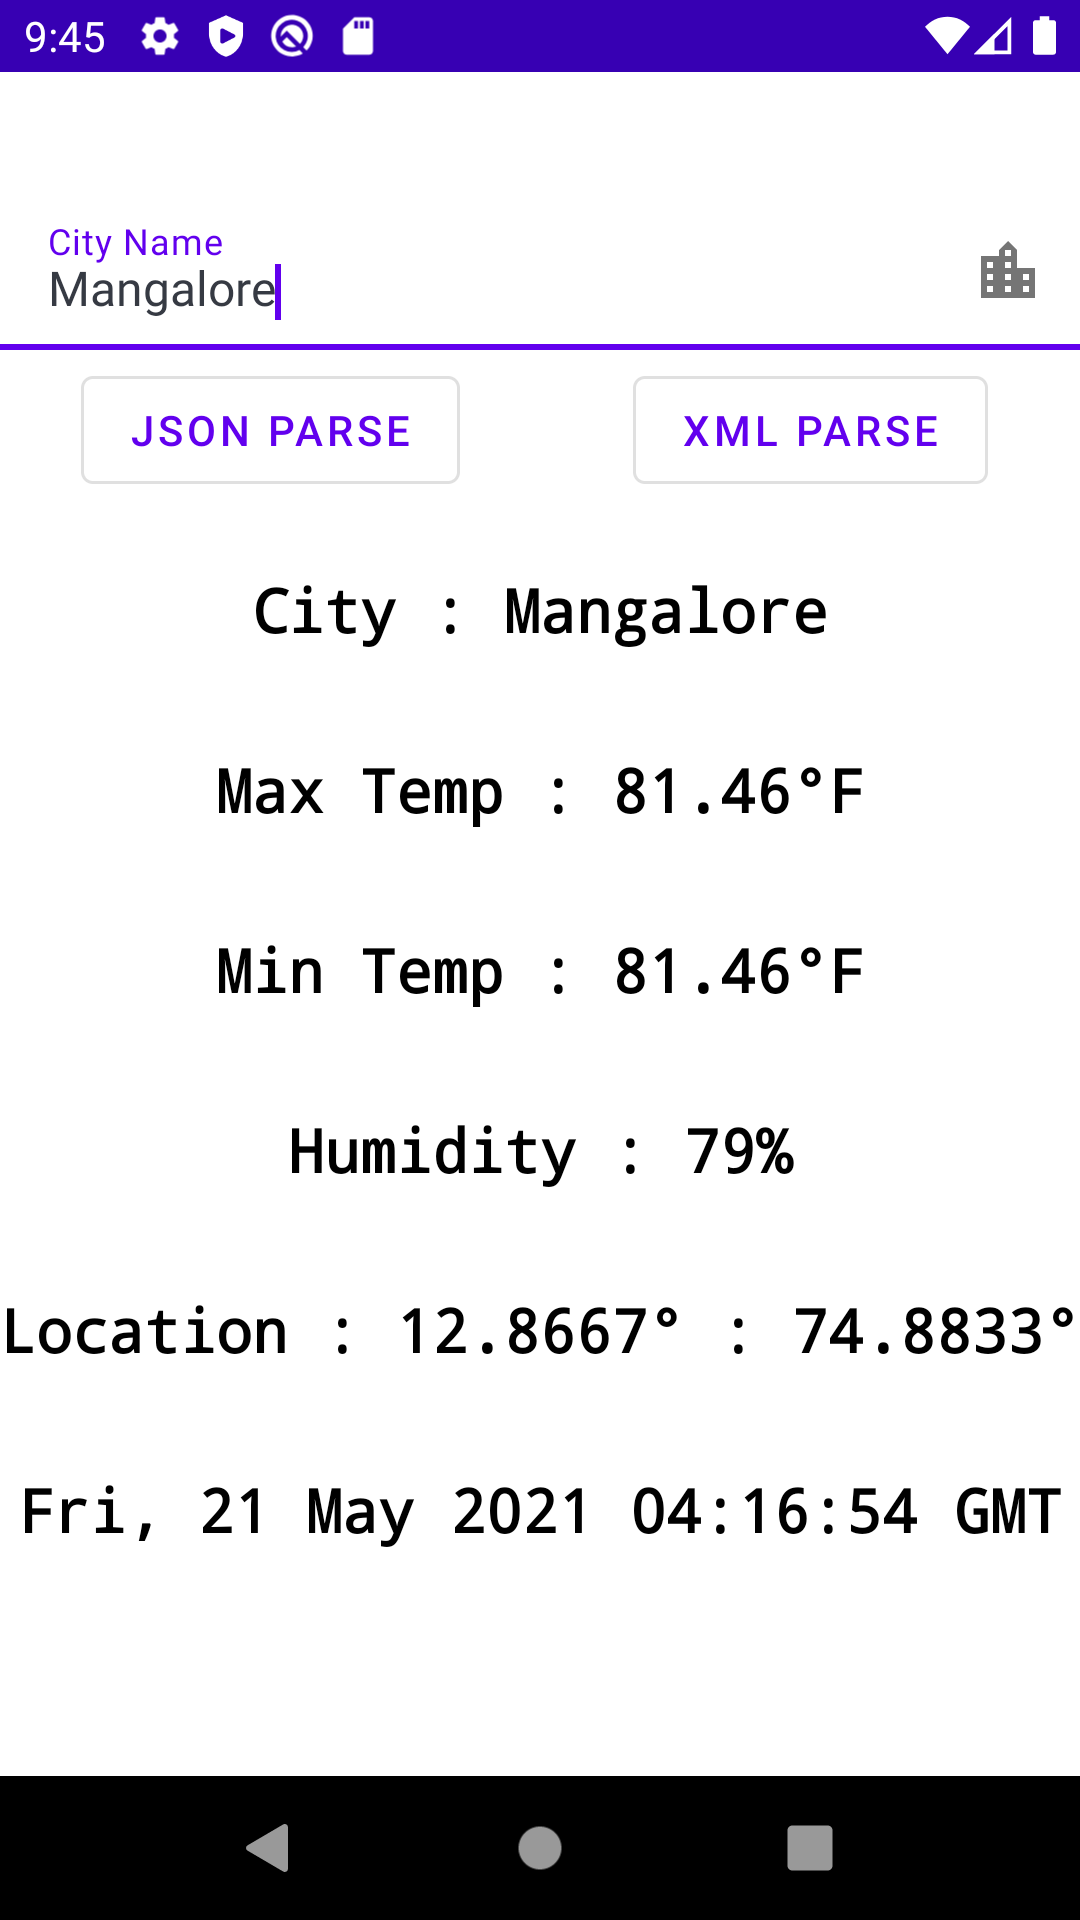 9:45
City Name
Mangalore
JSON PARSE
XML PARSE
City : Mangalore
Max Temp : 81.46°F
Min Temp : 81.46°F
Humidity : 79%
Location : 12.8667° : 74.8833°
Fri, 21 May 2021 04:16:54 GMT